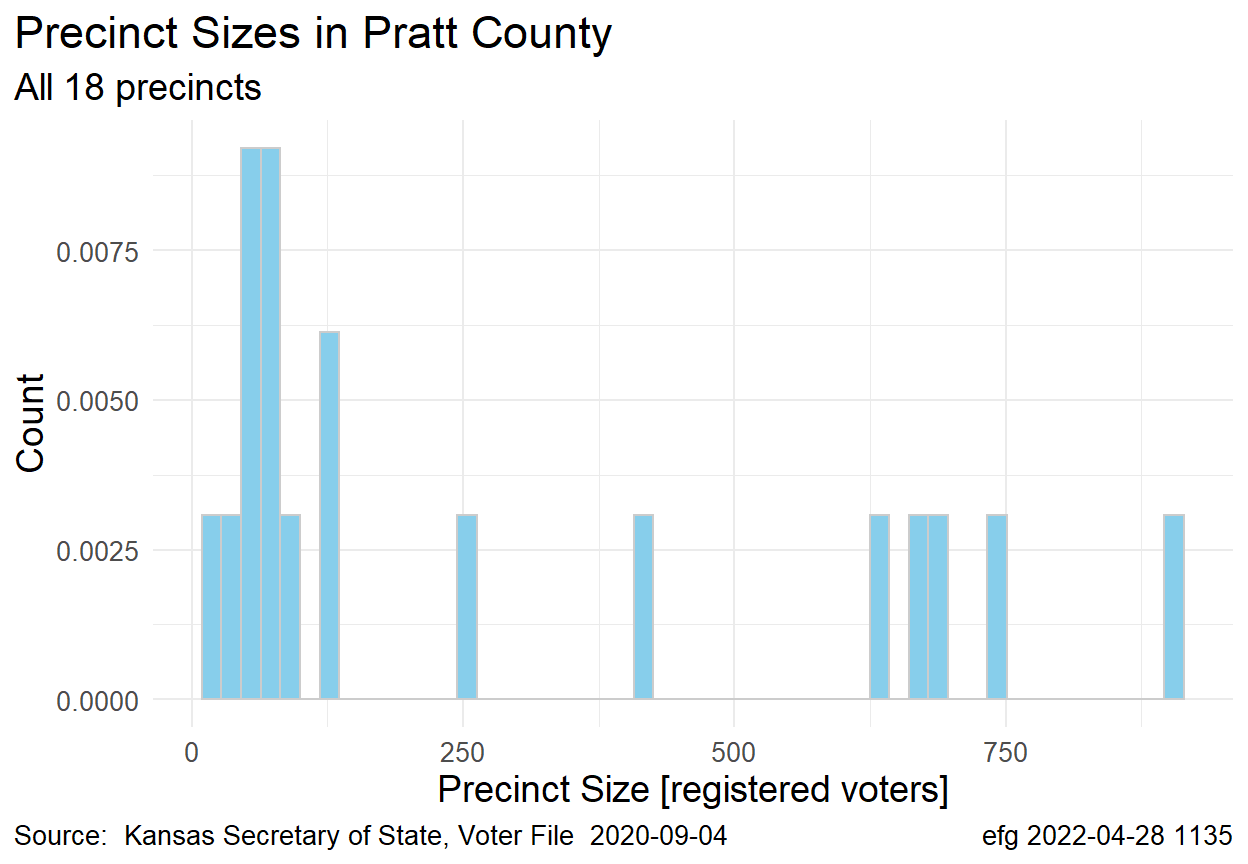 Precinct Sizes in Pratt County
All 18 precincts
Count
0.0075
0.0050
0.0025
0.0000
0 250 500 750
Precinct Size [registered voters]
Source:  Kansas Secretary of State, Voter File  2020-09-04
efg 2022-04-28 1135